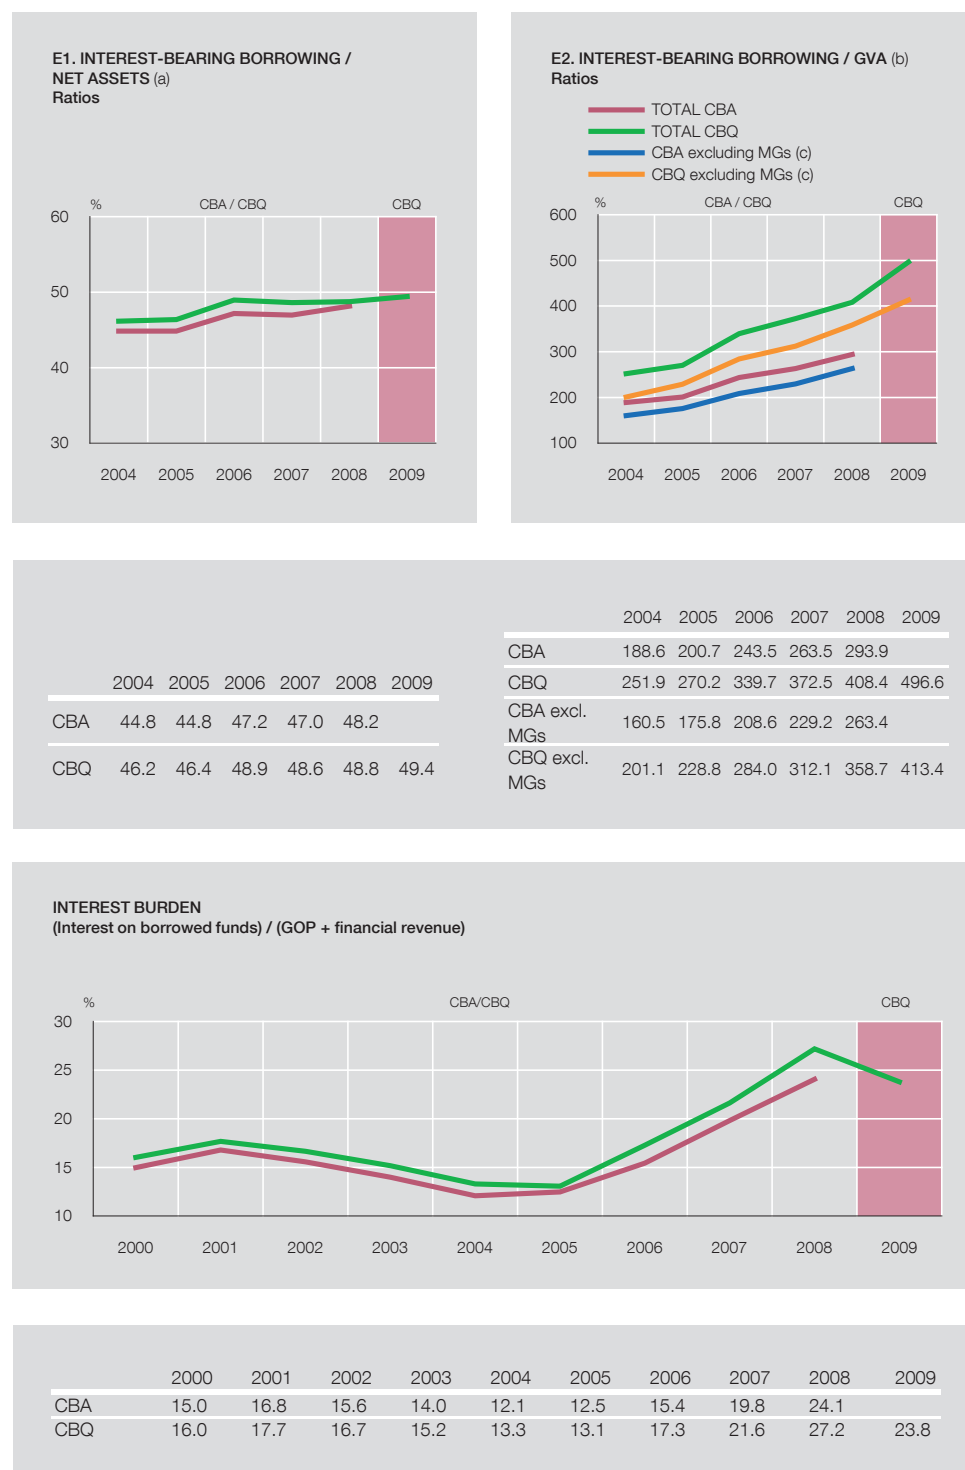 E1. INTEREST-BEARING BORROWING /
NET ASSETS (a)
Ratios
% CBA / CBQ CBQ
60
50
40
30
2004 2005 2006 2007 2008 2009
E2. INTEREST-BEARING BORROWING / GVA (b)
Ratios
TOTAL CBA
TOTAL CBQ
CBA excluding MGs (c)
CBQ excluding MGs (c)
% CBA / CBQ CBQ
600
500
400
300
200
100
2004 2005 2006 2007 2008 2009
2004 2005 2006 2007 2008 2009
CBA 44.8 44.8 47.2 47.0 48.2
CBQ 46.2 46.4 48.9 48.6 48.8 49.4
2004 2005 2006 2007 2008 2009
CBA 188.6 200.7 243.5 263.5 293.9
CBQ 251.9 270.2 339.7 372.5 408.4 496.6
CBA excl.
MGs 160.5 175.8 208.6 229.2 263.4
CBQ excl.
MGs 201.1 228.8 284.0 312.1 358.7 413.4
INTEREST BURDEN
(Interest on borrowed funds) / (GOP + financial revenue)
% CBA/CBQ CBQ
30
25
20
15
10
2000 2001 2002 2003 2004 2005 2006 2007 2008 2009
2000 2001 2002 2003 2004 2005 2006 2007 2008 2009
CBA 15.0 16.8 15.6 14.0 12.1 12.5 15.4 19.8 24.1
CBQ 16.0 17.7 16.7 15.2 13.3 13.1 17.3 21.6 27.2 23.8